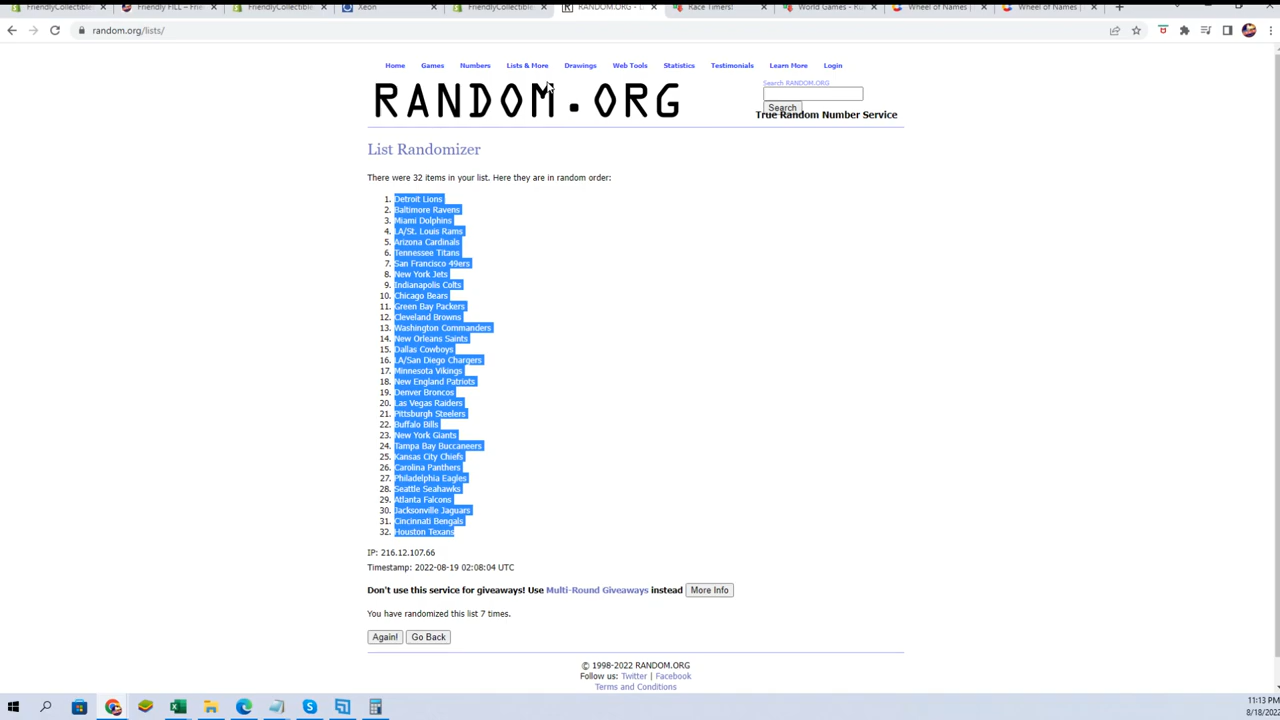 FriendlyCollectible
Friendly FILL – Frie
FriendlyCollectible
Xeon
FriendlyCollectible
RANDOM.ORG -
Race Timers!
World Games - Ru
Wheel of Names |
Wheel of Names |
random.org/lists/
Home Games Numbers Lists & More Drawings Web Tools Statistics Testimonials Learn More Login
RANDOM.ORG
Search RANDOM.ORG
Search
True Random Number Service
List Randomizer
There were 32 items in your list. Here they are in random order:
1. Detroit Lions
2. Baltimore Ravens
3. Miami Dolphins
4. LA/St. Louis Rams
5. Arizona Cardinals
6. Tennessee Titans
7. San Francisco 49ers
8. New York Jets
9. Indianapolis Colts
10. Chicago Bears
11. Green Bay Packers
12. Cleveland Browns
13. Washington Commanders
14. New Orleans Saints
15. Dallas Cowboys
16. LA/San Diego Chargers
17. Minnesota Vikings
18. New England Patriots
19. Denver Broncos
20. Las Vegas Raiders
21. Pittsburgh Steelers
22. Buffalo Bills
23. New York Giants
24. Tampa Bay Buccaneers
25. Kansas City Chiefs
26. Carolina Panthers
27. Philadelphia Eagles
28. Seattle Seahawks
29. Atlanta Falcons
30. Jacksonville Jaguars
31. Cincinnati Bengals
32. Houston Texans
IP: 216.12.107.66
Timestamp: 2022-08-19 02:08:04 UTC
Don't use this service for giveaways! Use Multi-Round Giveaways instead More Info
You have randomized this list 7 times.
Again! Go Back
© 1998-2022 RANDOM.ORG
Follow us: Twitter | Facebook
Terms and Conditions
11:13 PM
8/18/2022